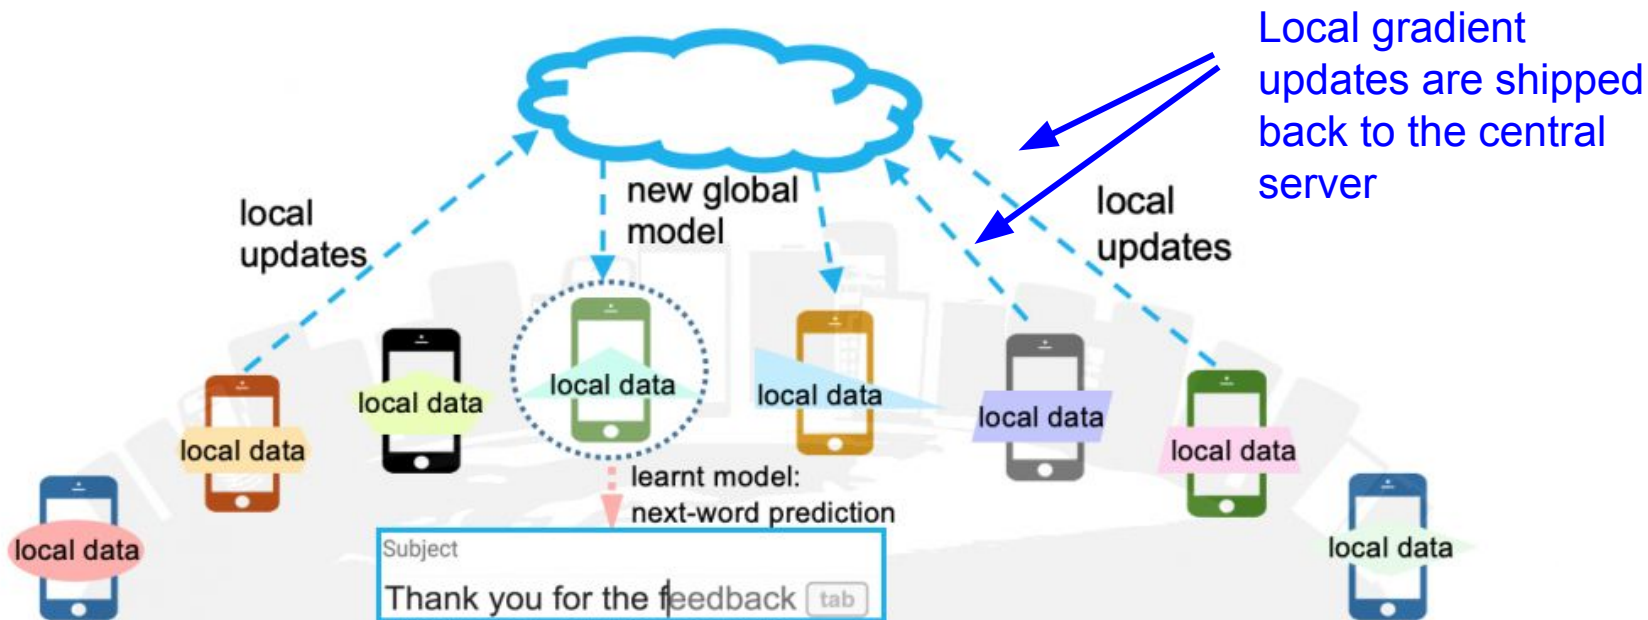 Local gradient
updates are shipped
back to the central
server
local
updates
new global
model
local
updates
local data
local data
local data
local data
local data
local data
local data
local data
learnt model:
next-word prediction
Subject
Thank you for the feedback tab